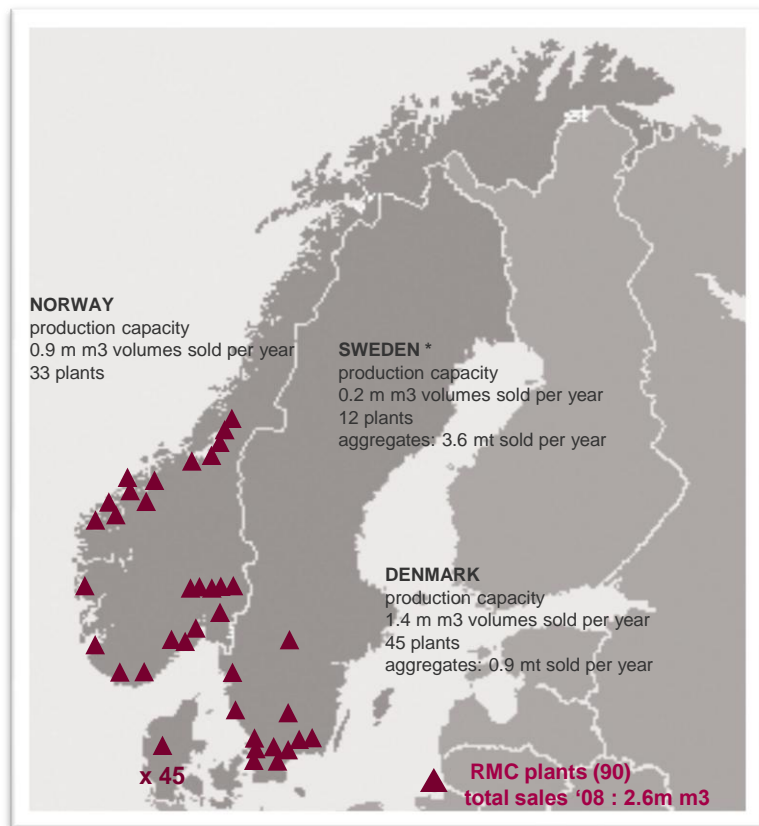 NORWAY
production capacity
0.9 m m3 volumes sold per year
33 plants
SWEDEN *
production capacity
0.2 m m3 volumes sold per year
12 plants
aggregates: 3.6 mt sold per year
DENMARK
production capacity
1.4 m m3 volumes sold per year
45 plants
aggregates: 0.9 mt sold per year
x 45
RMC plants (90)
total sales ‘08 : 2.6m m3